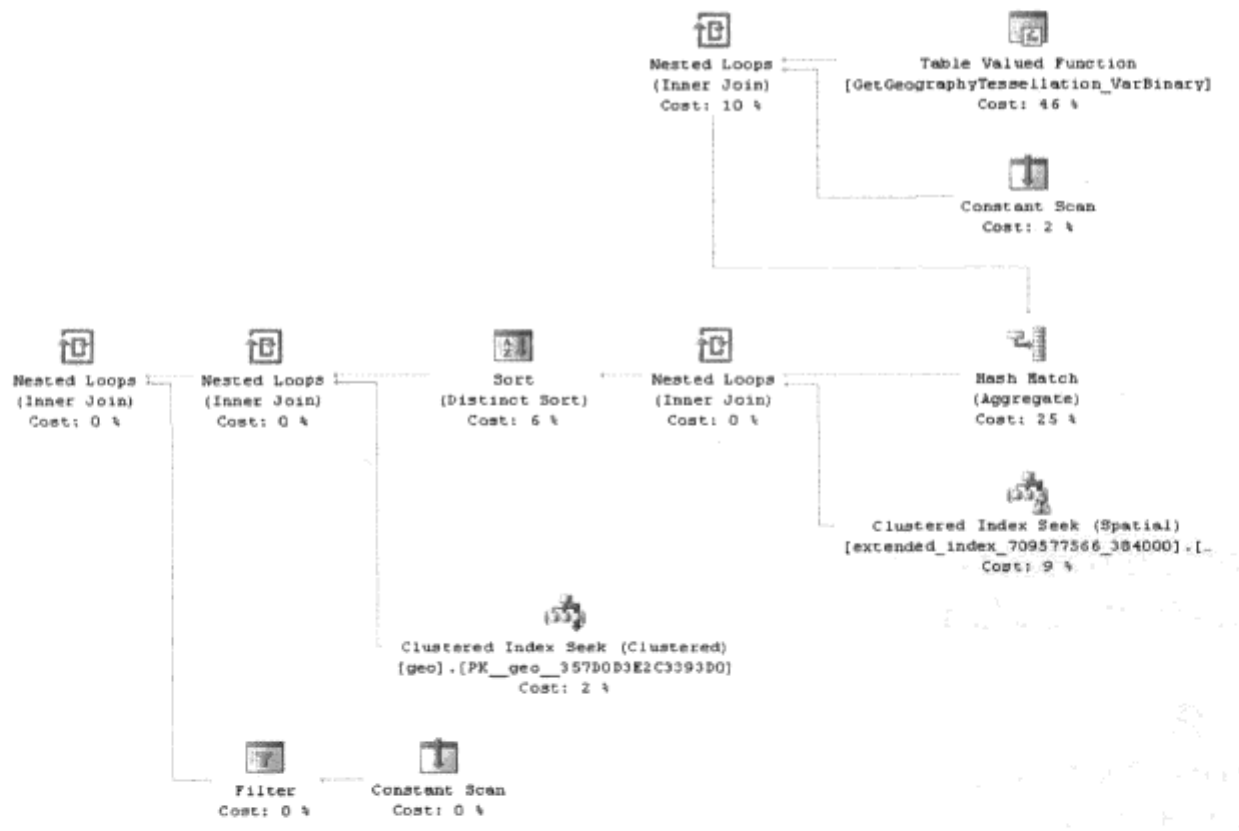 Nested Loops
(Inner Join)
Cost: 10 %
Table Valued Function
[GetGeographyTessellation_VarBinary]
Cost: 46 %
Constant Scan
Cost: 2 %
Nested Loops
(Inner Join)
Cost: 0 %
Nested Loops
(Inner Join)
Cost: 0 %
Sort
(Distinct Sort)
Cost: 6 %
Nested Loops
(Inner Join)
Cost: 0 %
Hash Match
(Aggregate)
Cost: 25 %
Clustered Index Seek (Spatial)
[extended_index_709577566_384000].[…
Cost: 9 %
Clustered Index Seek (Clustered)
[geo].[PK__geo__357D0D3E2C3393D0]
Cost: 2 %
Filter
Cost: 0 %
Constant Scan
Cost: 0 %